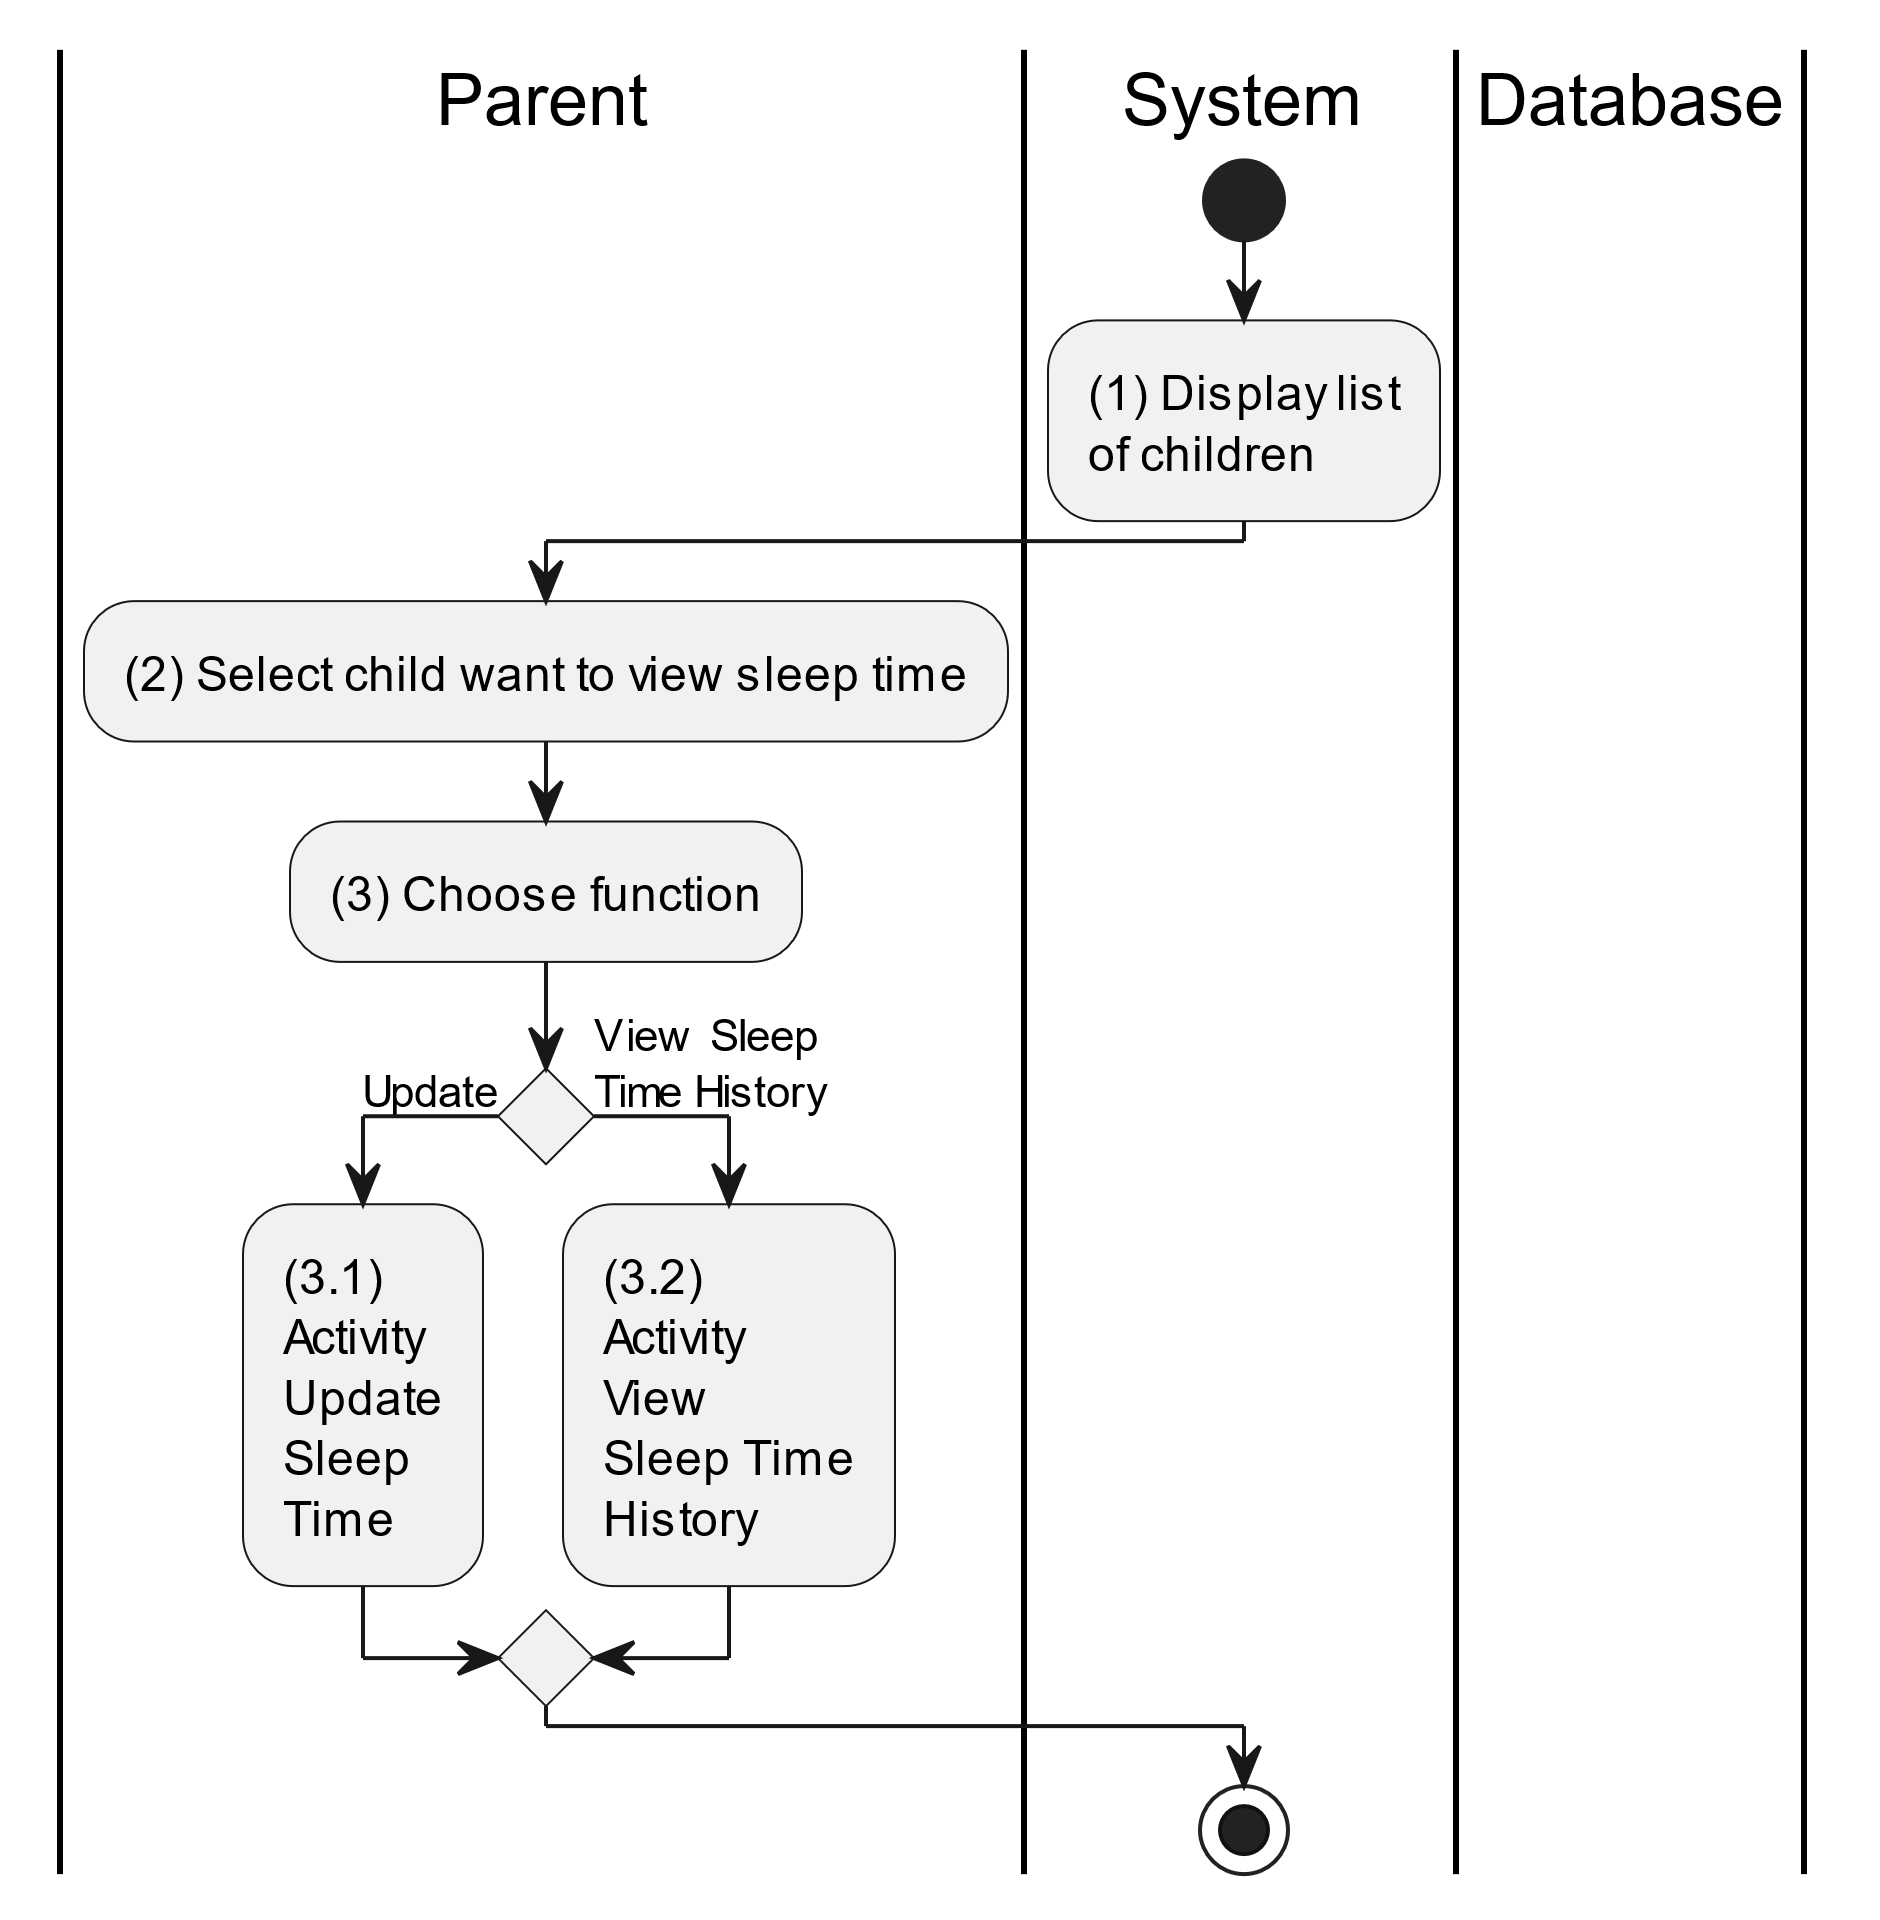 Parent
System
Database
(1) Display list
of children
(2) Select child want to view sleep time
(3) Choose function
Update
View Sleep
Time History
(3.1)
Activity
Update
Sleep
Time
(3.2)
Activity
View
Sleep Time
History